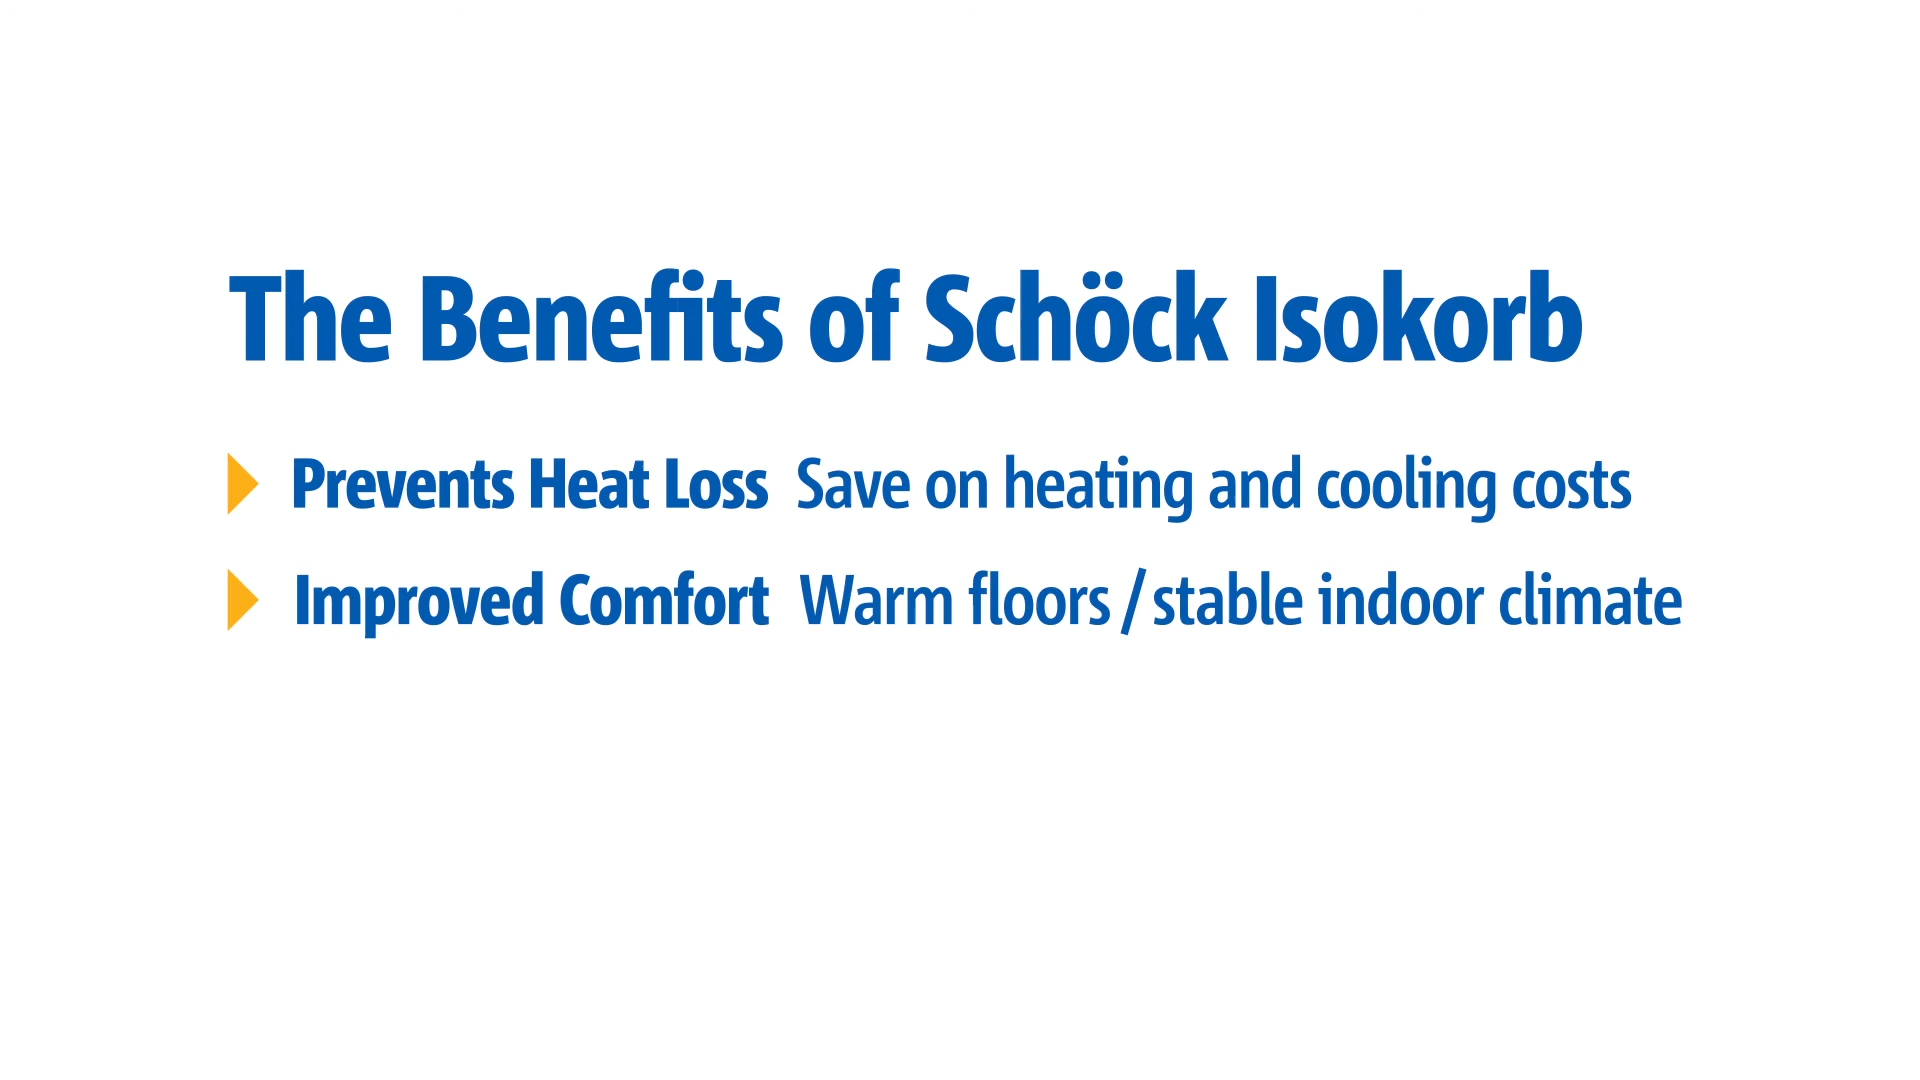 The Benefits of Schöck Isokorb
Prevents Heat Loss Save on heating and cooling costs
Improved Comfort Warm floors / stable indoor climate